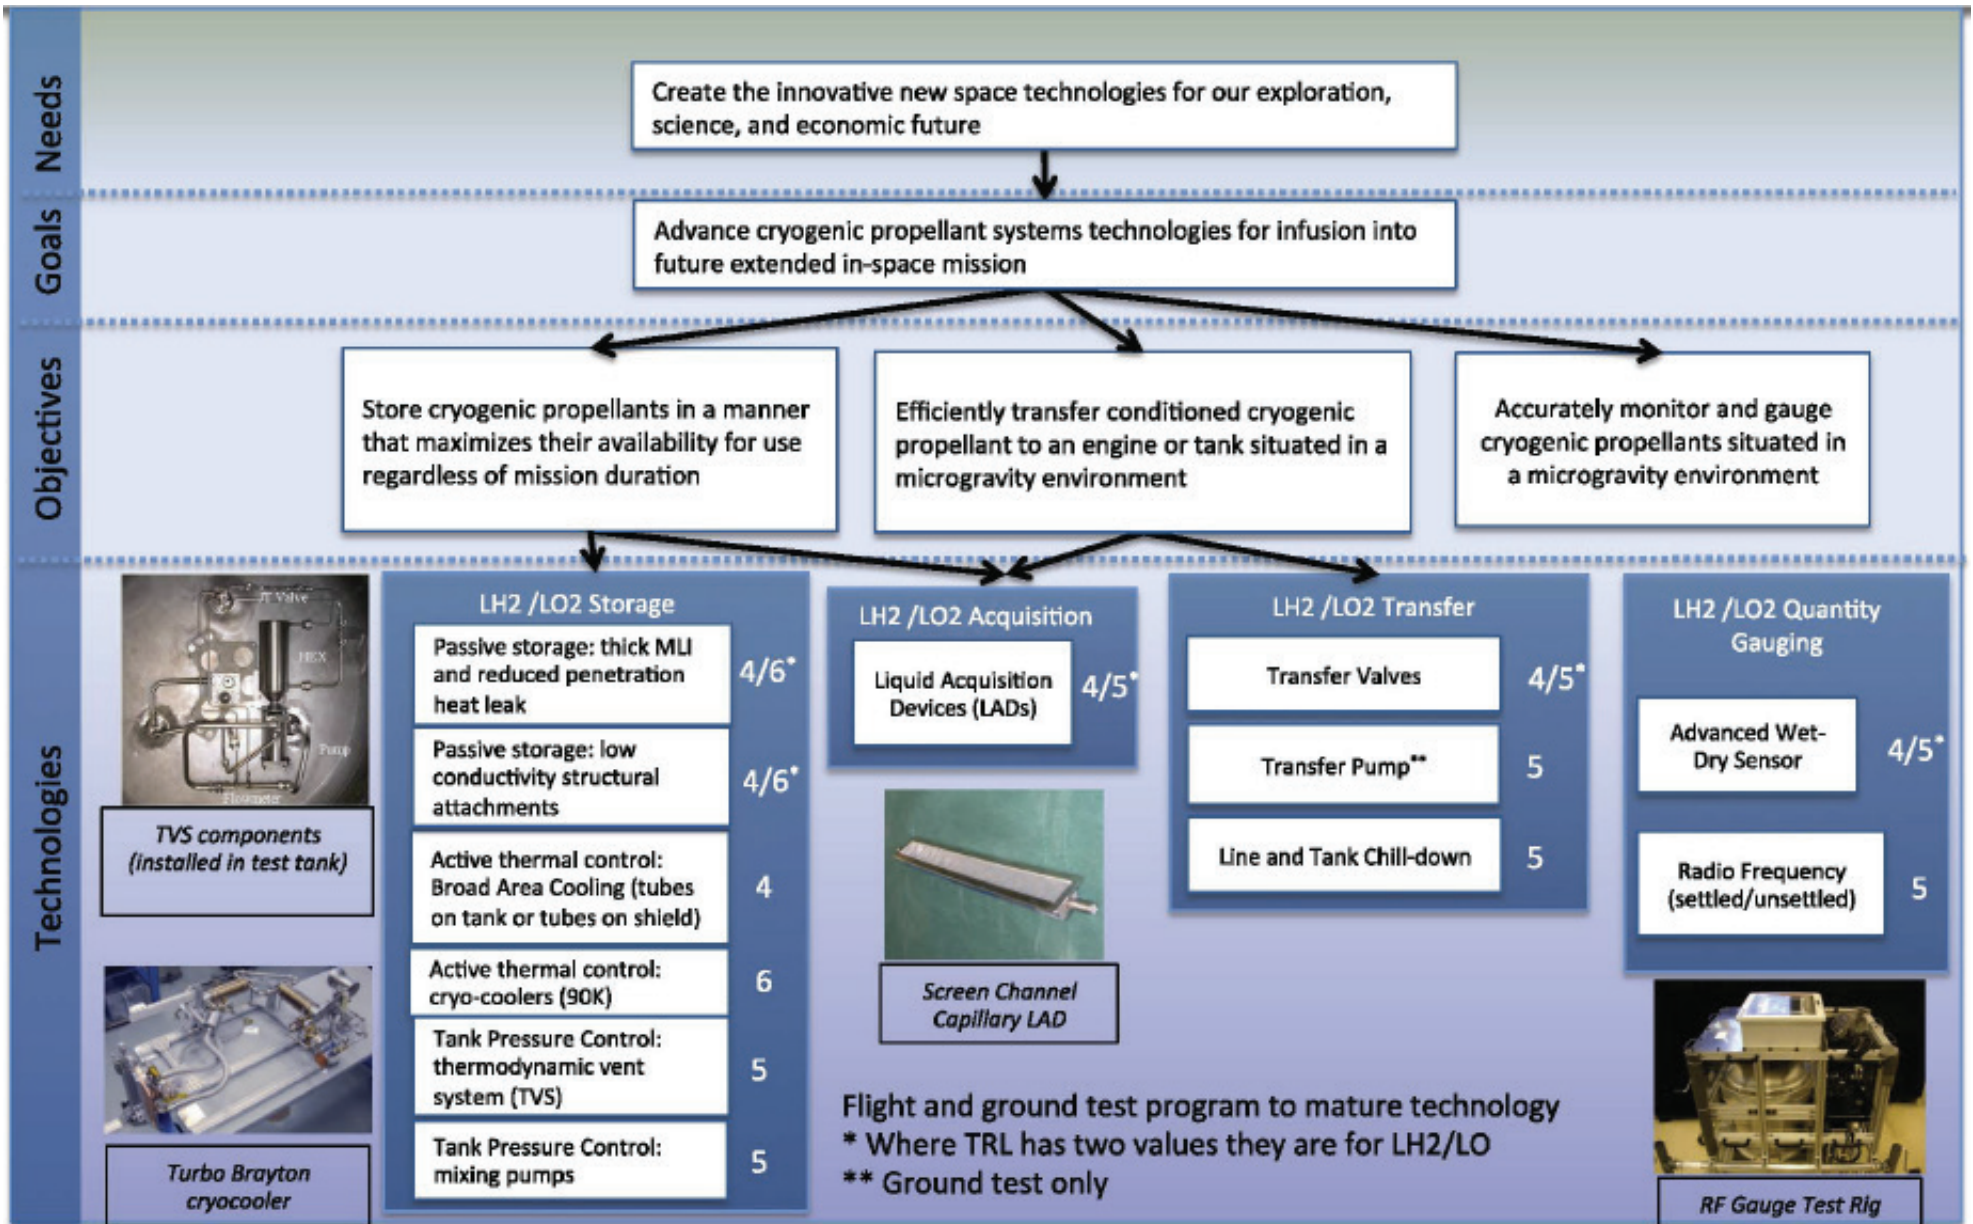 Needs
Create the innovative new space technologies for our exploration,
science, and economic future
Goals
Advance cryogenic propellant systems technologies for infusion into
future extended in-space mission
Objectives
Store cryogenic propellants in a manner
that maximizes their availability for use
regardless of mission duration
Efficiently transfer conditioned cryogenic
propellant to an engine or tank situated in a
microgravity environment
Accurately monitor and gauge
cryogenic propellants situated in
a microgravity environment
Technologies
JT Valve
HEX
Pump
Flowmeter
TVS components
(installed in test tank)
Turbo Brayton
cryocooler
LH2 /LO2 Storage
Passive storage: thick MLI
and reduced penetration
heat leak
4/6*
Passive storage: low
conductivity structural
attachments
4/6*
Active thermal control:
Broad Area Cooling (tubes
on tank or tubes on shield)
4
Active thermal control:
cryo-coolers (90K)
6
Tank Pressure Control:
thermodynamic vent
system (TVS)
5
Tank Pressure Control:
mixing pumps
5
LH2 /LO2 Acquisition
Liquid Acquisition
Devices (LADs)
4/5*
Screen Channel
Capillary LAD
LH2 /LO2 Transfer
Transfer Valves
4/5*
Transfer Pump**
5
Line and Tank Chill-down
5
LH2 /LO2 Quantity
Gauging
Advanced Wet-
Dry Sensor
4/5*
Radio Frequency
(settled/unsettled)
5
RF Gauge Test Rig
Flight and ground test program to mature technology
* Where TRL has two values they are for LH2/LO
** Ground test only